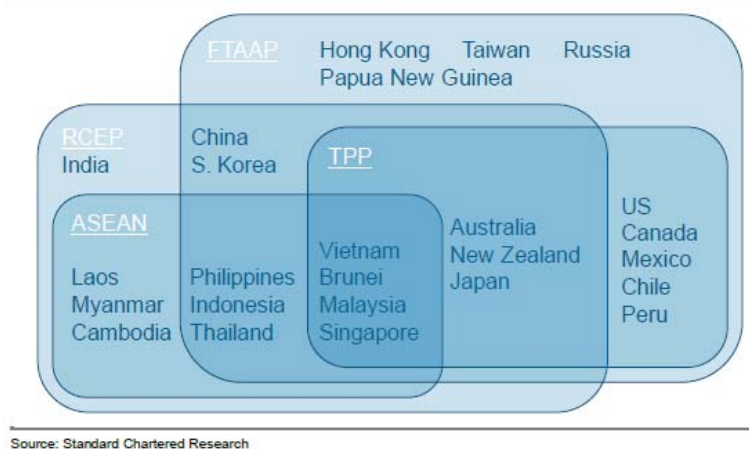 FTAAP
Hong Kong Taiwan Russia
Papua New Guinea
RCEP
India
China
S. Korea
TPP
ASEAN
Laos
Myanmar
Cambodia
Philippines
Indonesia
Thailand
Vietnam
Brunei
Malaysia
Singapore
Australia
New Zealand
Japan
US
Canada
Mexico
Chile
Peru
Source: Standard Chartered Research